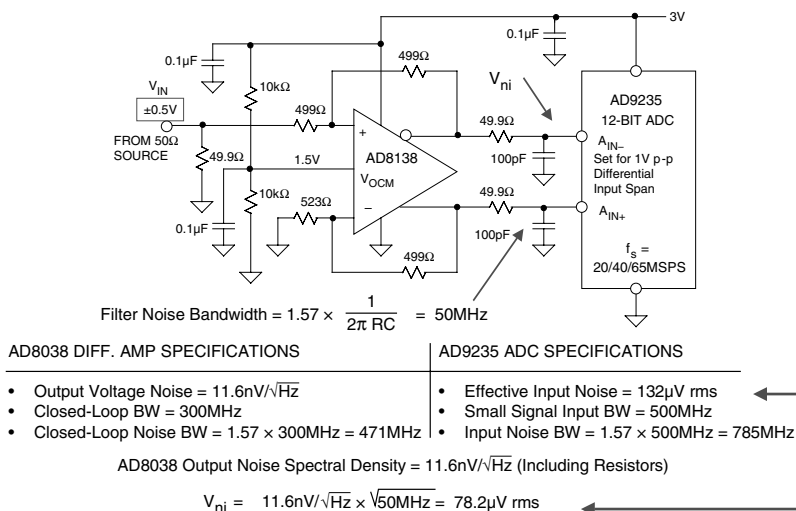 3V
0.1µF
0.1µF
499Ω
V_ni
V_IN
±0.5V
FROM 50Ω
SOURCE
10kΩ
499Ω
49.9Ω
+
AD8138
V_OCM
−
1.5V
49.9Ω
100pF
AD9235
12-BIT ADC
A_IN−
Set for 1V p-p
Differential
Input Span
A_IN+
f_s =
20/40/65MSPS
10kΩ
523Ω
49.9Ω
0.1µF
499Ω
100pF
Filter Noise Bandwidth = 1.57 × 1 / 2π RC = 50MHz
AD8038 DIFF. AMP SPECIFICATIONS
• Output Voltage Noise = 11.6nV/√Hz
• Closed-Loop BW = 300MHz
• Closed-Loop Noise BW = 1.57 × 300MHz = 471MHz
AD9235 ADC SPECIFICATIONS
• Effective Input Noise = 132µV rms
• Small Signal Input BW = 500MHz
• Input Noise BW = 1.57 × 500MHz = 785MHz
AD8038 Output Noise Spectral Density = 11.6nV/√Hz (Including Resistors)
V_ni = 11.6nV/√Hz × √50MHz = 78.2µV rms